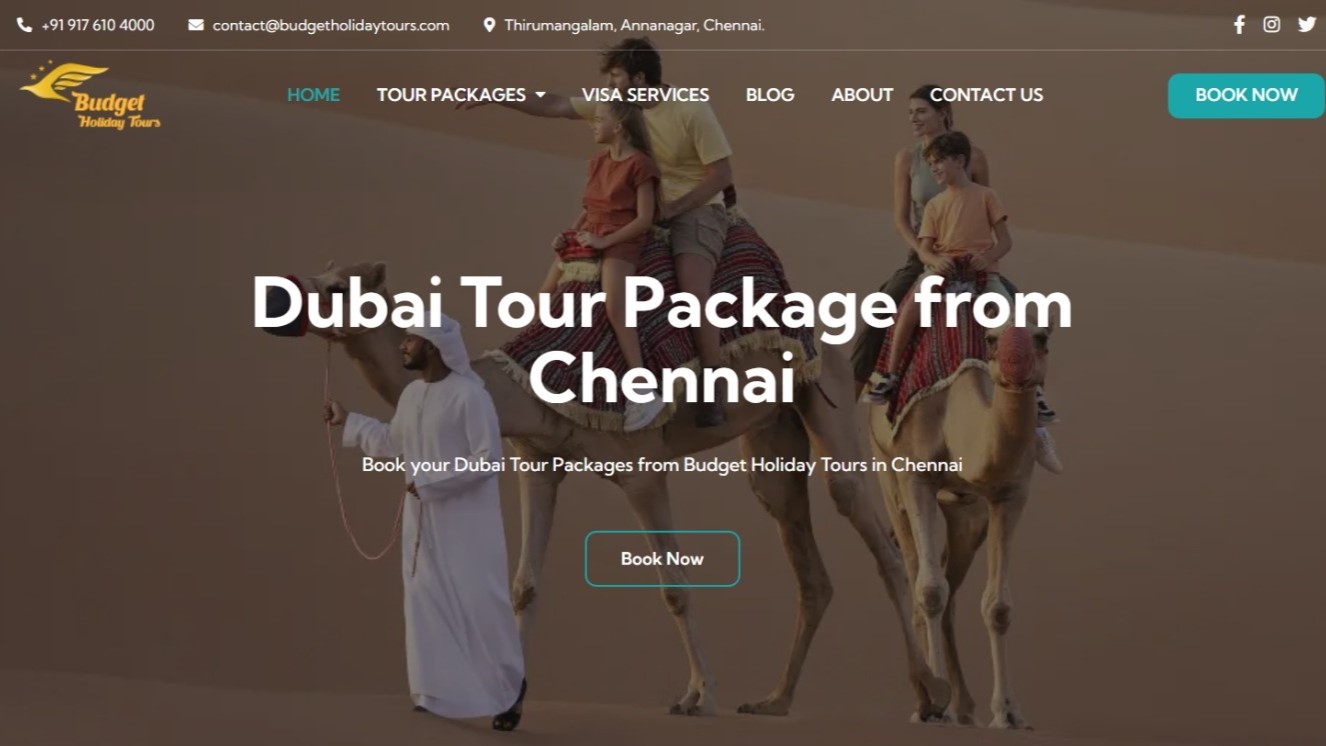 +91 917 610 4000 contact@budgetholidaytours.com Thirumangalam, Annanagar, Chennai.
Budget
Holiday Tours
HOME TOUR PACKAGES VISA SERVICES BLOG ABOUT CONTACT US BOOK NOW
Dubai Tour Package from
Chennai
Book your Dubai Tour Packages from Budget Holiday Tours in Chennai
Book Now